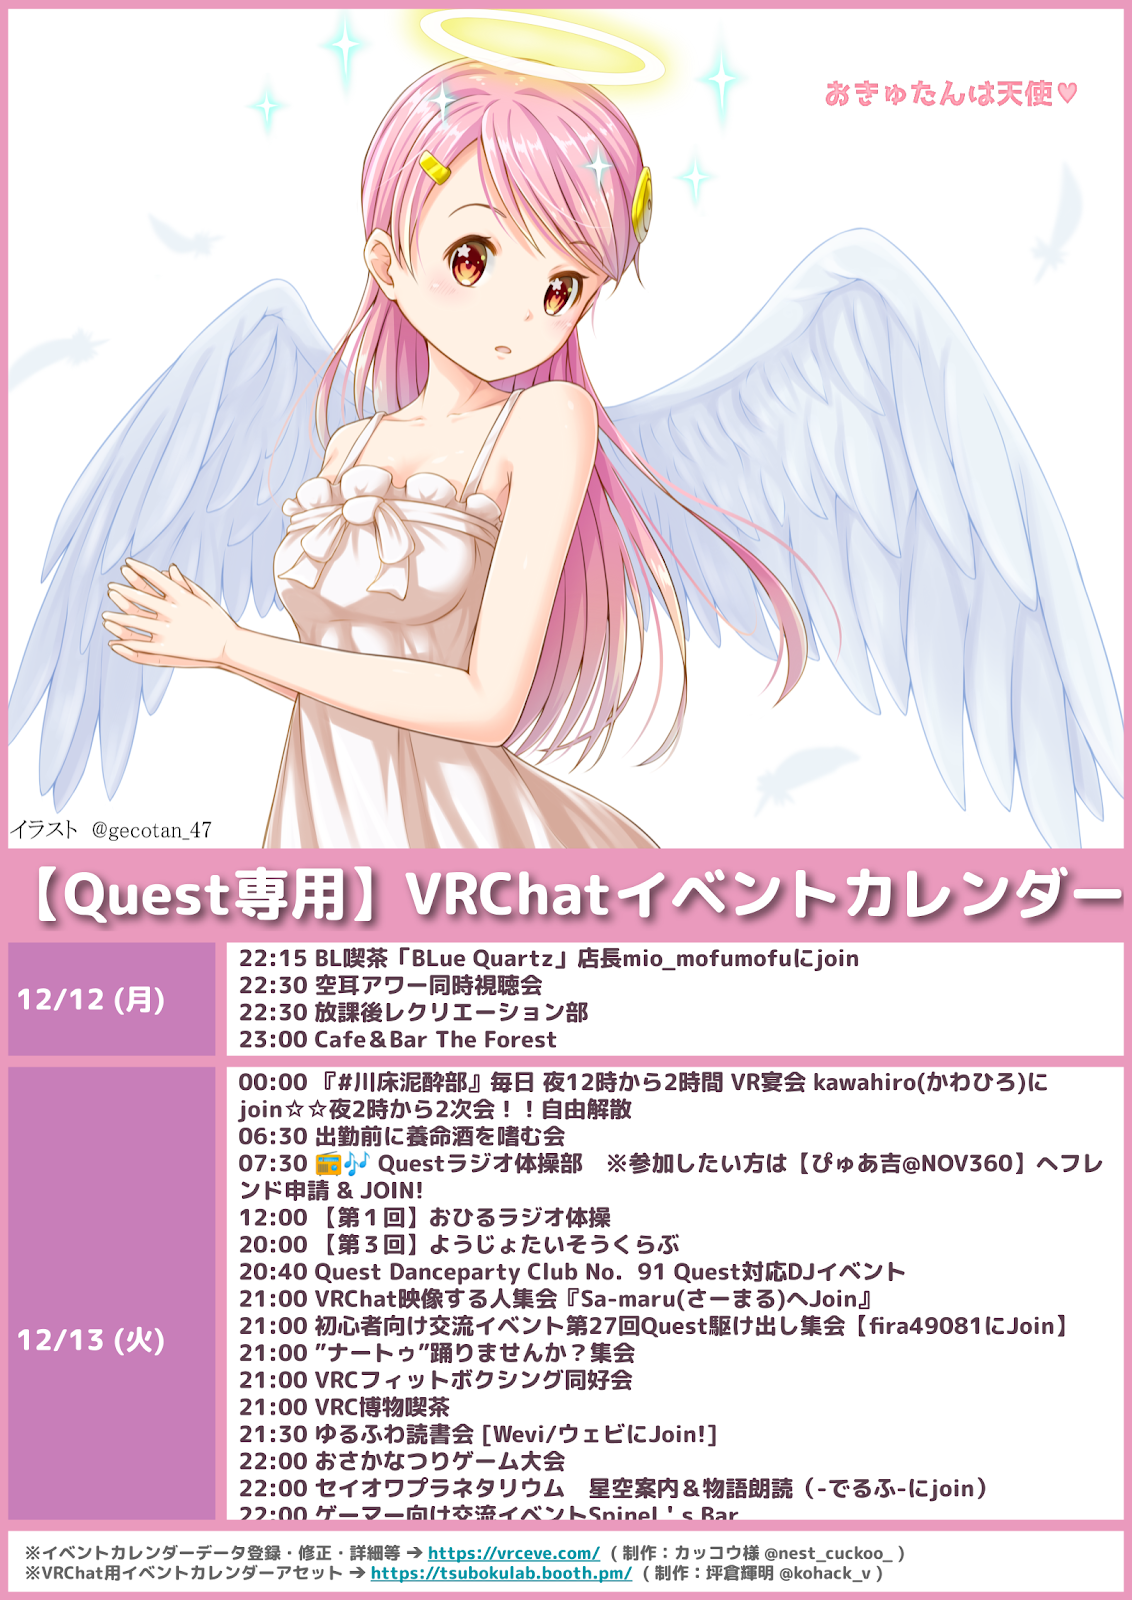 おきゅたんは天使♥
イラスト @gecotan_47
【Quest専用】VRChatイベントカレンダー
12/12 (月)
22:15 BL喫茶「BLue Quartz」店長mio_mofumofuにjoin
22:30 空耳アワー同時視聴会
22:30 放課後レクリエーション部
23:00 Cafe＆Bar The Forest
12/13 (火)
00:00 『#川床泥酔部』毎日 夜12時から2時間 VR宴会 kawahiro(かわひろ)に
join☆☆夜2時から2次会！！自由解散
06:30 出勤前に養命酒を嗜む会
07:30 📻🎶 Questラジオ体操部　※参加したい方は【ぴゅあ吉@NOV360】へフレ
ンド申請 & JOIN!
12:00 【第１回】おひるラジオ体操
20:00 【第３回】ようじょたいそうくらぶ
20:40 Quest Danceparty Club No．91 Quest対応DJイベント
21:00 VRChat映像する人集会『Sa-maru(さーまる)へJoin』
21:00 初心者向け交流イベント第27回Quest駆け出し集会【fira49081にJoin】
21:00 ”ナートゥ”踊りませんか？集会
21:00 VRCフィットボクシング同好会
21:00 VRC博物喫茶
21:30 ゆるふわ読書会 [Wevi/ウェビにJoin!]
22:00 おさかなつりゲーム大会
22:00 セイオワプラネタリウム　星空案内＆物語朗読（-でるふ-にjoin）
22:00 ゲーマー向け交流イベントSpinel＇s Bar
※イベントカレンダーデータ登録・修正・詳細等 → https://vrceve.com/ （制作：カッコウ様 @nest_cuckoo_ ）
※VRChat用イベントカレンダーアセット → https://tsubokulab.booth.pm/ （制作：坪倉輝明 @kohack_v ）